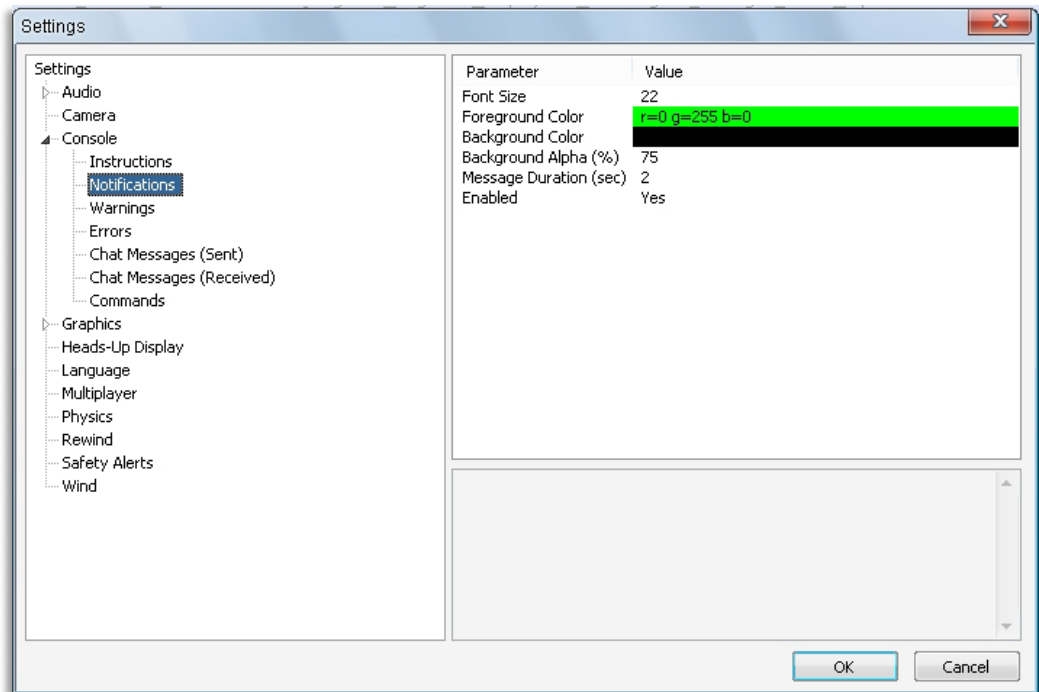 Settings
Settings
Audio
Camera
Console
Instructions
Notifications
Warnings
Errors
Chat Messages (Sent)
Chat Messages (Received)
Commands
Graphics
Heads-Up Display
Language
Multiplayer
Physics
Rewind
Safety Alerts
Wind
Parameter Value
Font Size 22
Foreground Color r=0 g=255 b=0
Background Color
Background Alpha (%) 75
Message Duration (sec) 2
Enabled Yes
OK Cancel